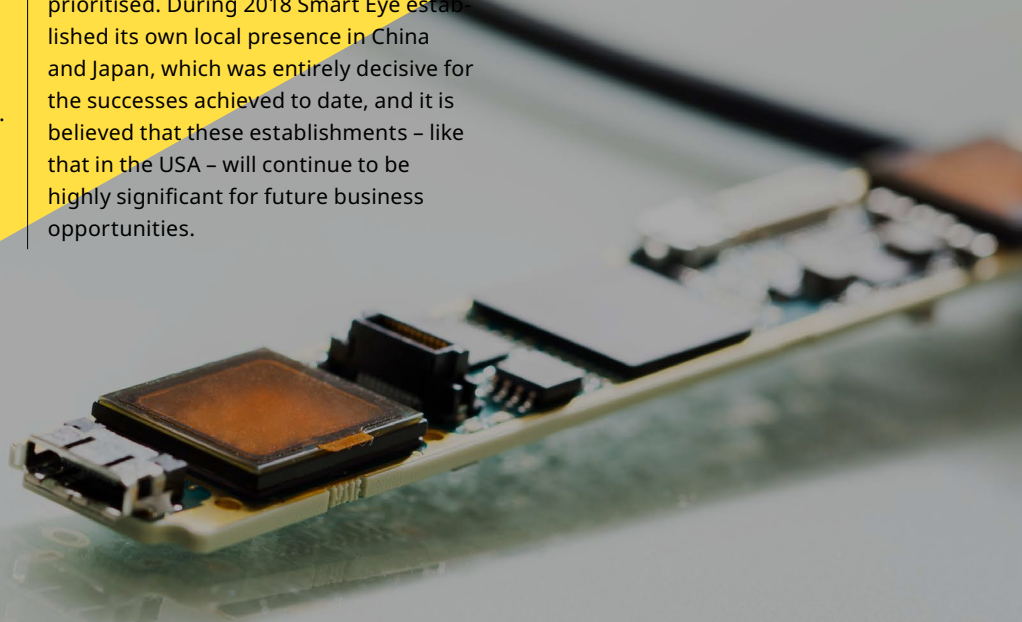 prioritised. During 2018 Smart Eye estab-
lished its own local presence in China
and Japan, which was entirely decisive for
the successes achieved to date, and it is
believed that these establishments – like
that in the USA – will continue to be
highly significant for future business
opportunities.